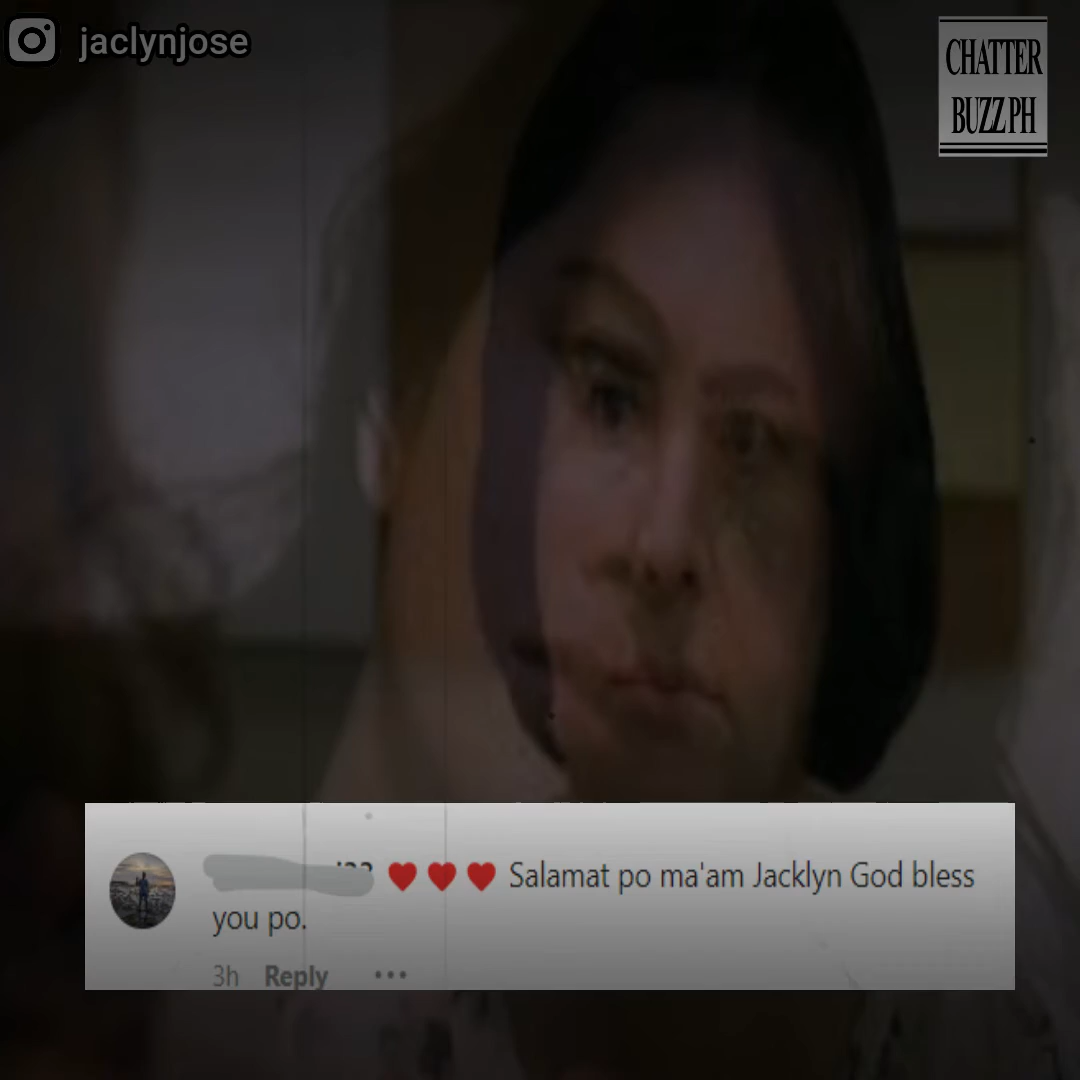 jaclynjose
CHATTER
BUZZ PH
❤️ ❤️ ❤️ Salamat po ma'am Jacklyn God bless
you po.
3h Reply •••